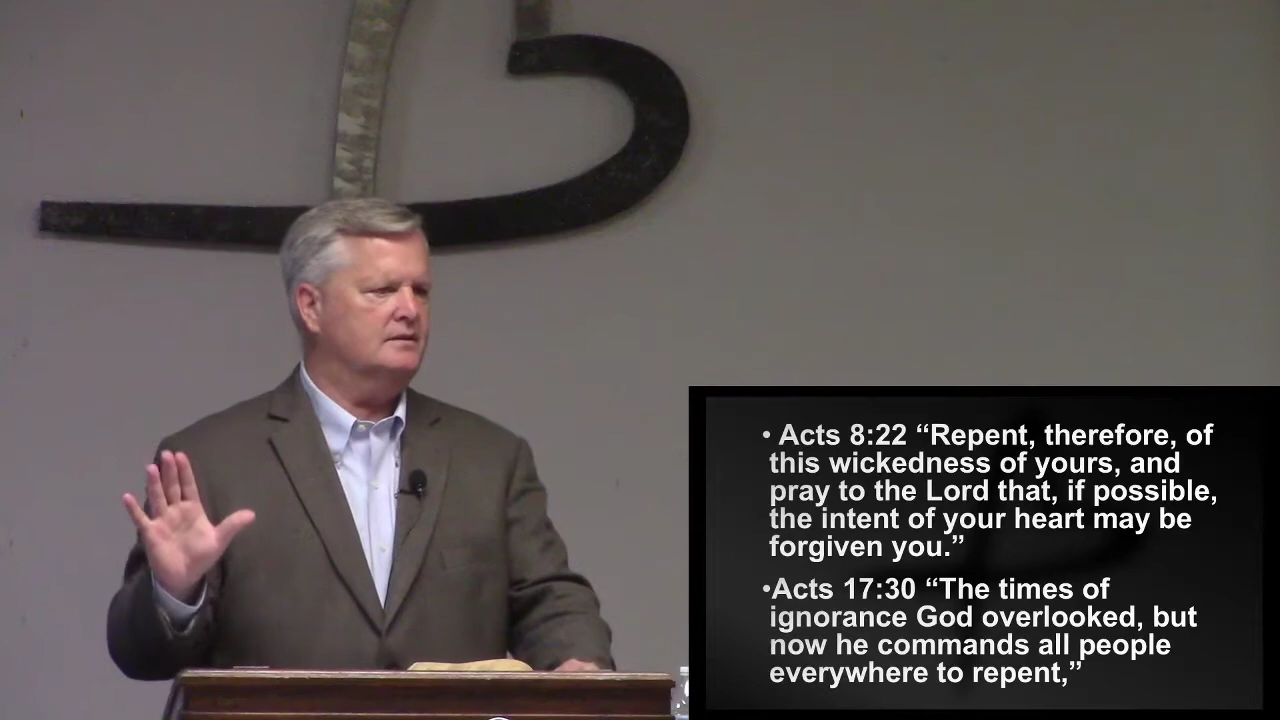 • Acts 8:22 “Repent, therefore, of
this wickedness of yours, and
pray to the Lord that, if possible,
the intent of your heart may be
forgiven you.”
•Acts 17:30 “The times of
ignorance God overlooked, but
now he commands all people
everywhere to repent,”